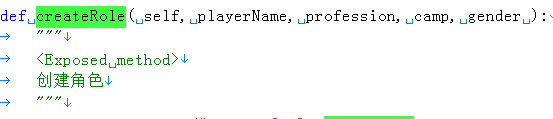 def createRole( self, playerName, profession, camp, gender ):
"""
<Exposed method>
创建角色
"""